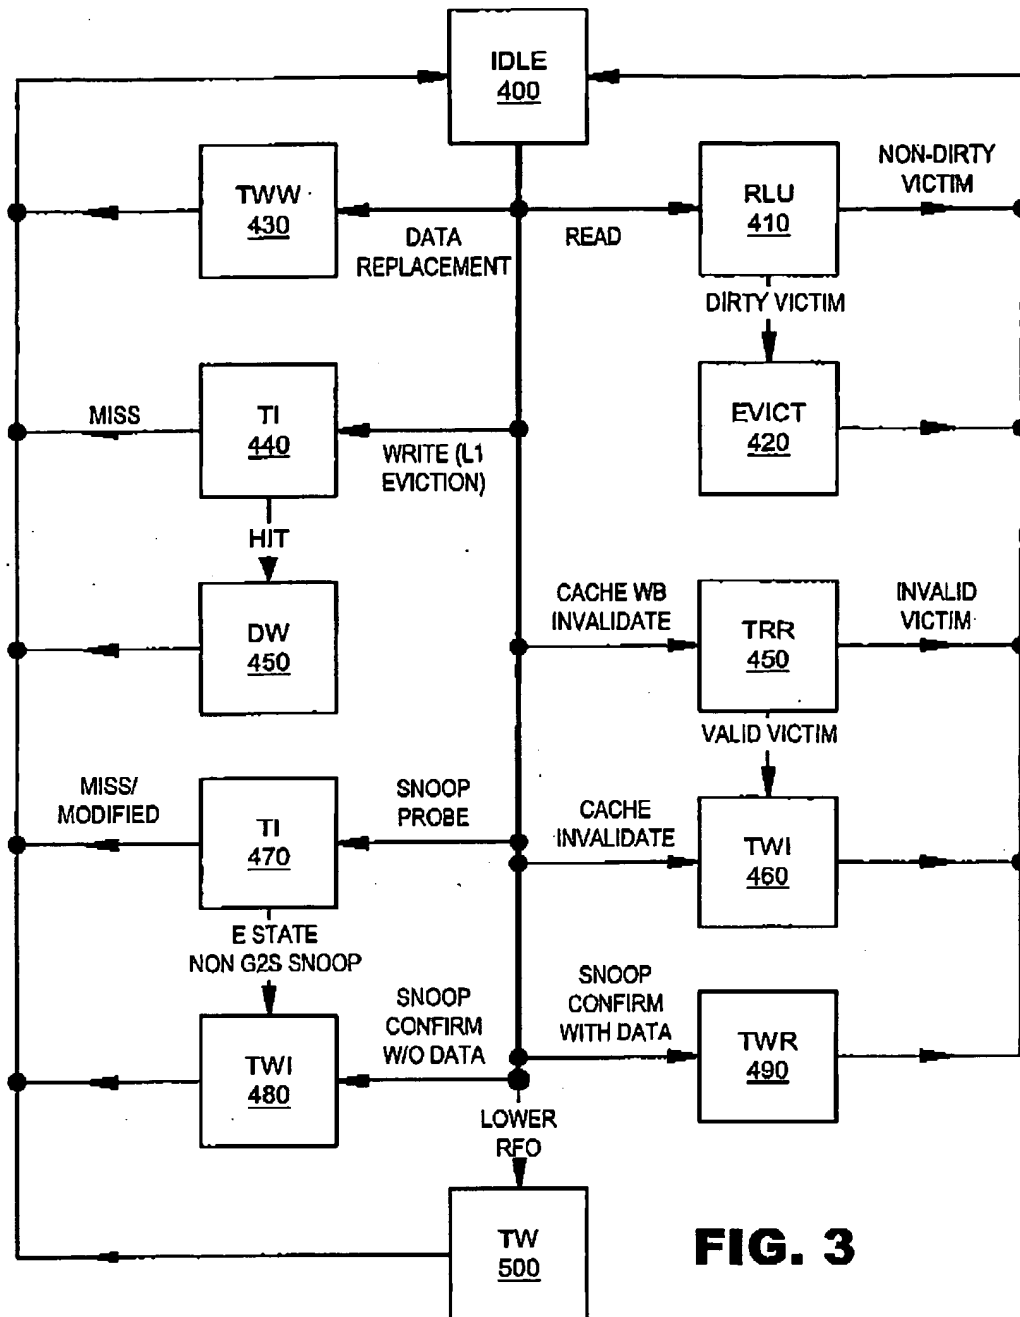 IDLE
400
TWW
430
DATA
REPLACEMENT
READ
RLU
410
NON-DIRTY
VICTIM
DIRTY VICTIM
EVICT
420
MISS
TI
440
WRITE (L1
EVICTION)
HIT
DW
450
CACHE WB
INVALIDATE
TRR
450
INVALID
VICTIM
VALID VICTIM
MISS/
MODIFIED
TI
470
SNOOP
PROBE
CACHE
INVALIDATE
TWI
460
E STATE
NON G2S SNOOP
TWI
480
SNOOP
CONFIRM
W/O DATA
SNOOP
CONFIRM
WITH DATA
TWR
490
LOWER
RFO
TW
500
FIG. 3